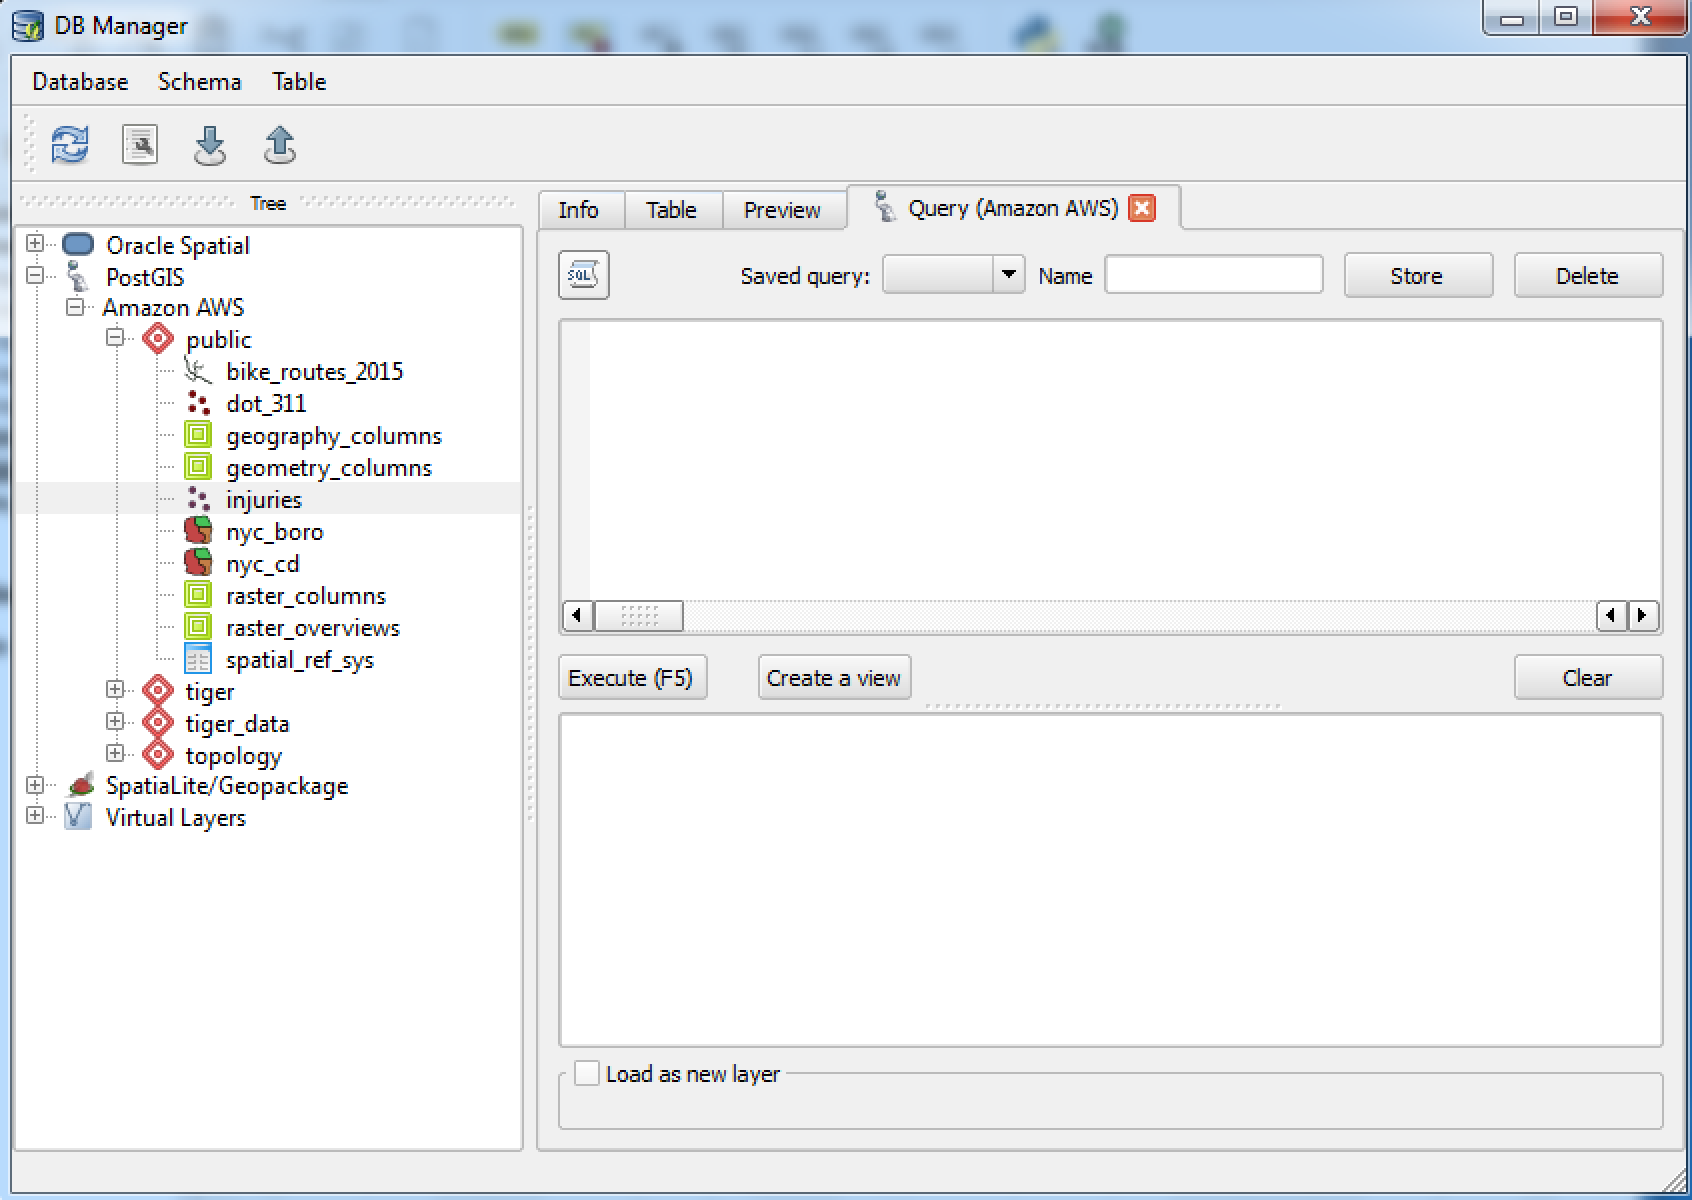 DB Manager
Database Schema Table
Tree
Oracle Spatial
PostGIS
Amazon AWS
public
bike_routes_2015
dot_311
geography_columns
geometry_columns
injuries
nyc_boro
nyc_cd
raster_columns
raster_overviews
spatial_ref_sys
tiger
tiger_data
topology
SpatiaLite/Geopackage
Virtual Layers
Info Table Preview Query (Amazon AWS)
SQL Saved query: Name Store Delete
Execute (F5) Create a view Clear
Load as new layer